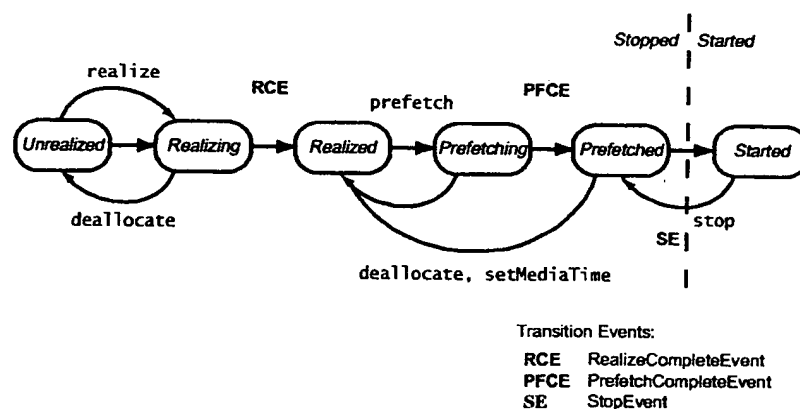 Stopped Started
realize
RCE
PFCE
prefetch
Unrealized
Realizing
Realized
Prefetching
Prefetched
Started
deallocate
stop
SE
deallocate, setMediaTime
Transition Events:
RCE RealizeCompleteEvent
PFCE PrefetchCompleteEvent
SE StopEvent